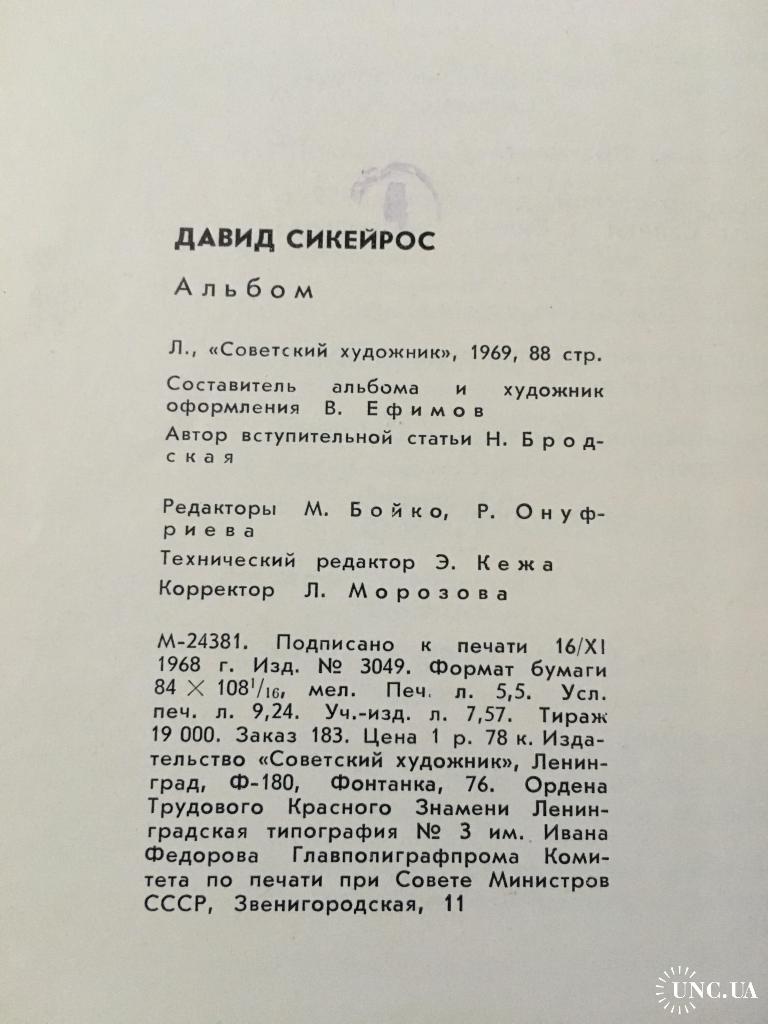 ДАВИД СИКЕЙРОС
Альбом
Л., «Советский художник», 1969, 88 стр.
Составитель альбома и художник
оформления В. Ефимов
Автор вступительной статьи Н. Брод-
ская
Редакторы М. Бойко, Р. Онуф-
риева
Технический редактор Э. Кежа
Корректор Л. Морозова
М-24381. Подписано к печати 16/XI
1968 г. Изд. № 3049. Формат бумаги
84 × 108¹/₁₆, мел. Печ. л. 5,5. Усл.
печ. л. 9,24. Уч.-изд. л. 7,57. Тираж
19 000. Заказ 183. Цена 1 р. 78 к. Изда-
тельство «Советский художник», Ленин-
град, Ф-180, Фонтанка, 76. Ордена
Трудового Красного Знамени Ленин-
градская типография № 3 им. Ивана
Федорова Главполиграфпрома Коми-
тета по печати при Совете Министров
СССР, Звенигородская, 11
UNC.UA